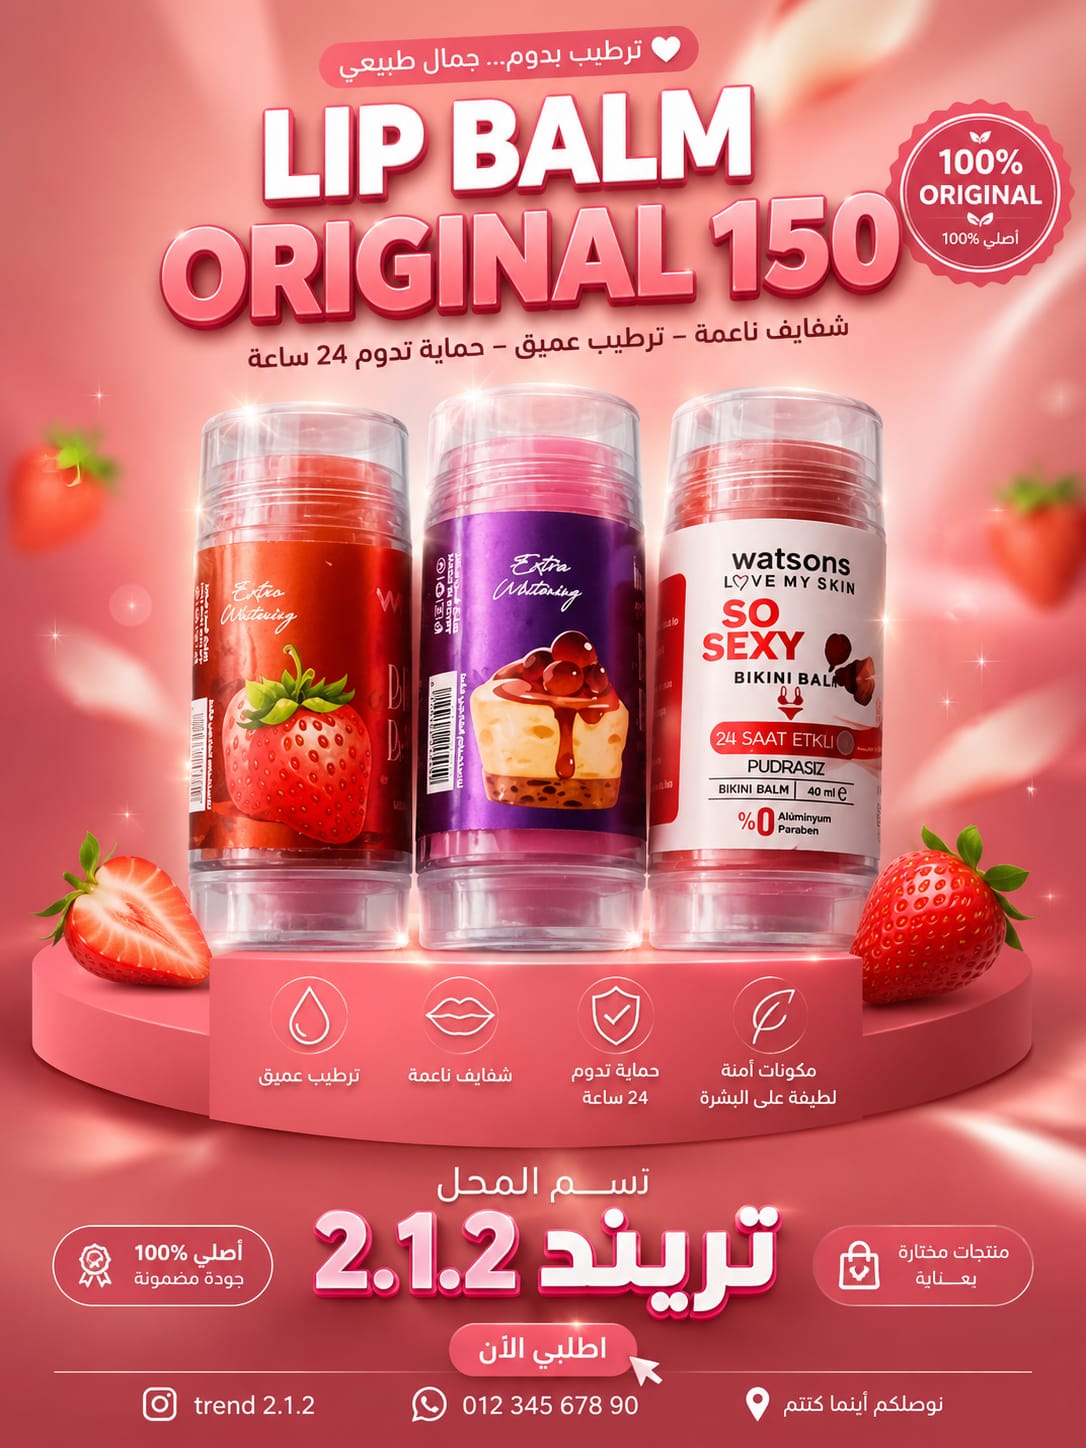 ترطيب بدوم... جمال طبيعي
LIP BALM
ORIGINAL 150
100%
ORIGINAL
أصلي %100
شفايف ناعمة – ترطيب عميق – حماية تدوم 24 ساعة
Extra
Whitening
Extra
Whitening
watsons
LOVE MY SKIN
SO
SEXY
BIKINI BALM
24 SAAT ETKLI
PUDRASIZ
BIKINI BALM | 40 ml e
%0 Alüminyum
Paraben
ترطيب عميق
شفايف ناعمة
حماية تدوم
24 ساعة
مكونات أمنة
لطيفة على البشرة
تسـم المحل
تريند 2.1.2
أصلي %100
جودة مضمونة
منتجات مختارة
بعـناية
اطلبي الآن
trend 2.1.2
012 345 678 90
نوصلكم أينما كنتم